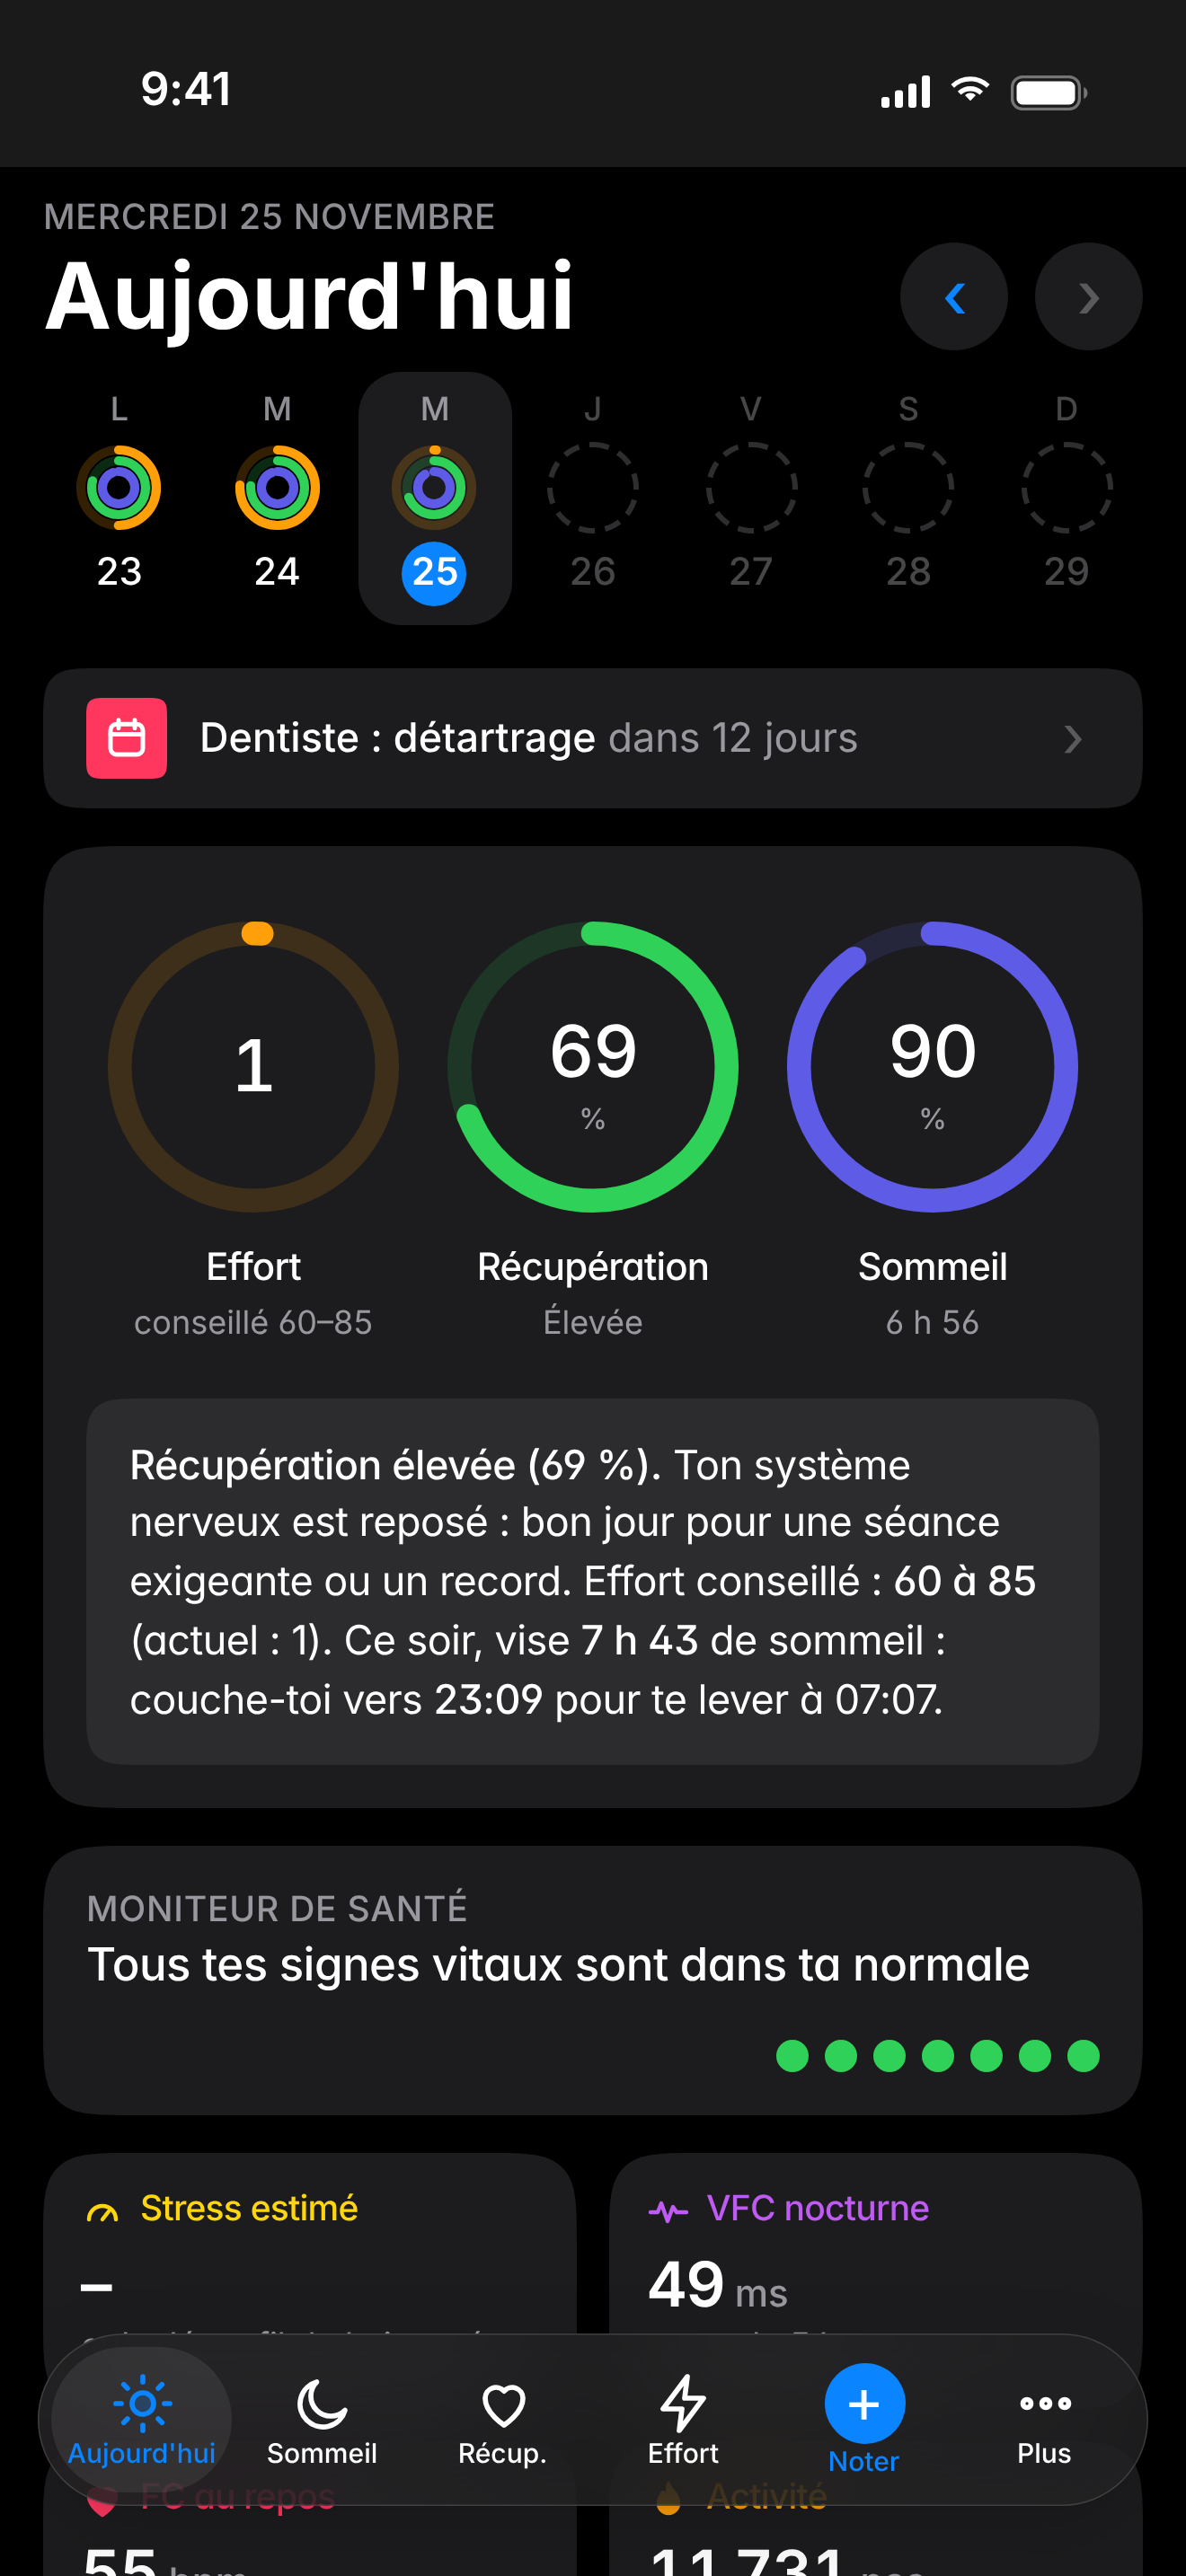 9:41
MERCREDI 25 NOVEMBRE
Aujourd'hui
L M M J V S D
23 24 25 26 27 28 29
Dentiste : détartrage dans 12 jours
1 69 90
% %
Effort Récupération Sommeil
conseillé 60–85 Élevée 6 h 56
Récupération élevée (69 %). Ton système
nerveux est reposé : bon jour pour une séance
exigeante ou un record. Effort conseillé : 60 à 85
(actuel : 1). Ce soir, vise 7 h 43 de sommeil :
couche-toi vers 23:09 pour te lever à 07:07.
MONITEUR DE SANTÉ
Tous tes signes vitaux sont dans ta normale
Stress estimé VFC nocturne
– 49 ms
Aujourd'hui Sommeil Récup. Effort Noter Plus
FC au repos Activité
55 bpm 11 731 pas